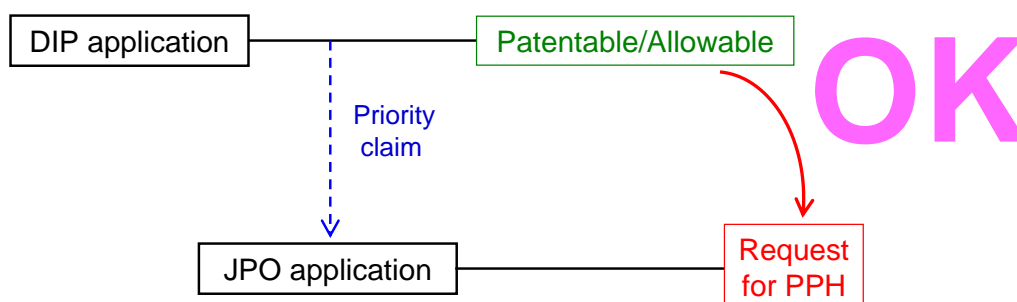 DIP application
Patentable/Allowable
OK
Priority
claim
JPO application
Request
for PPH